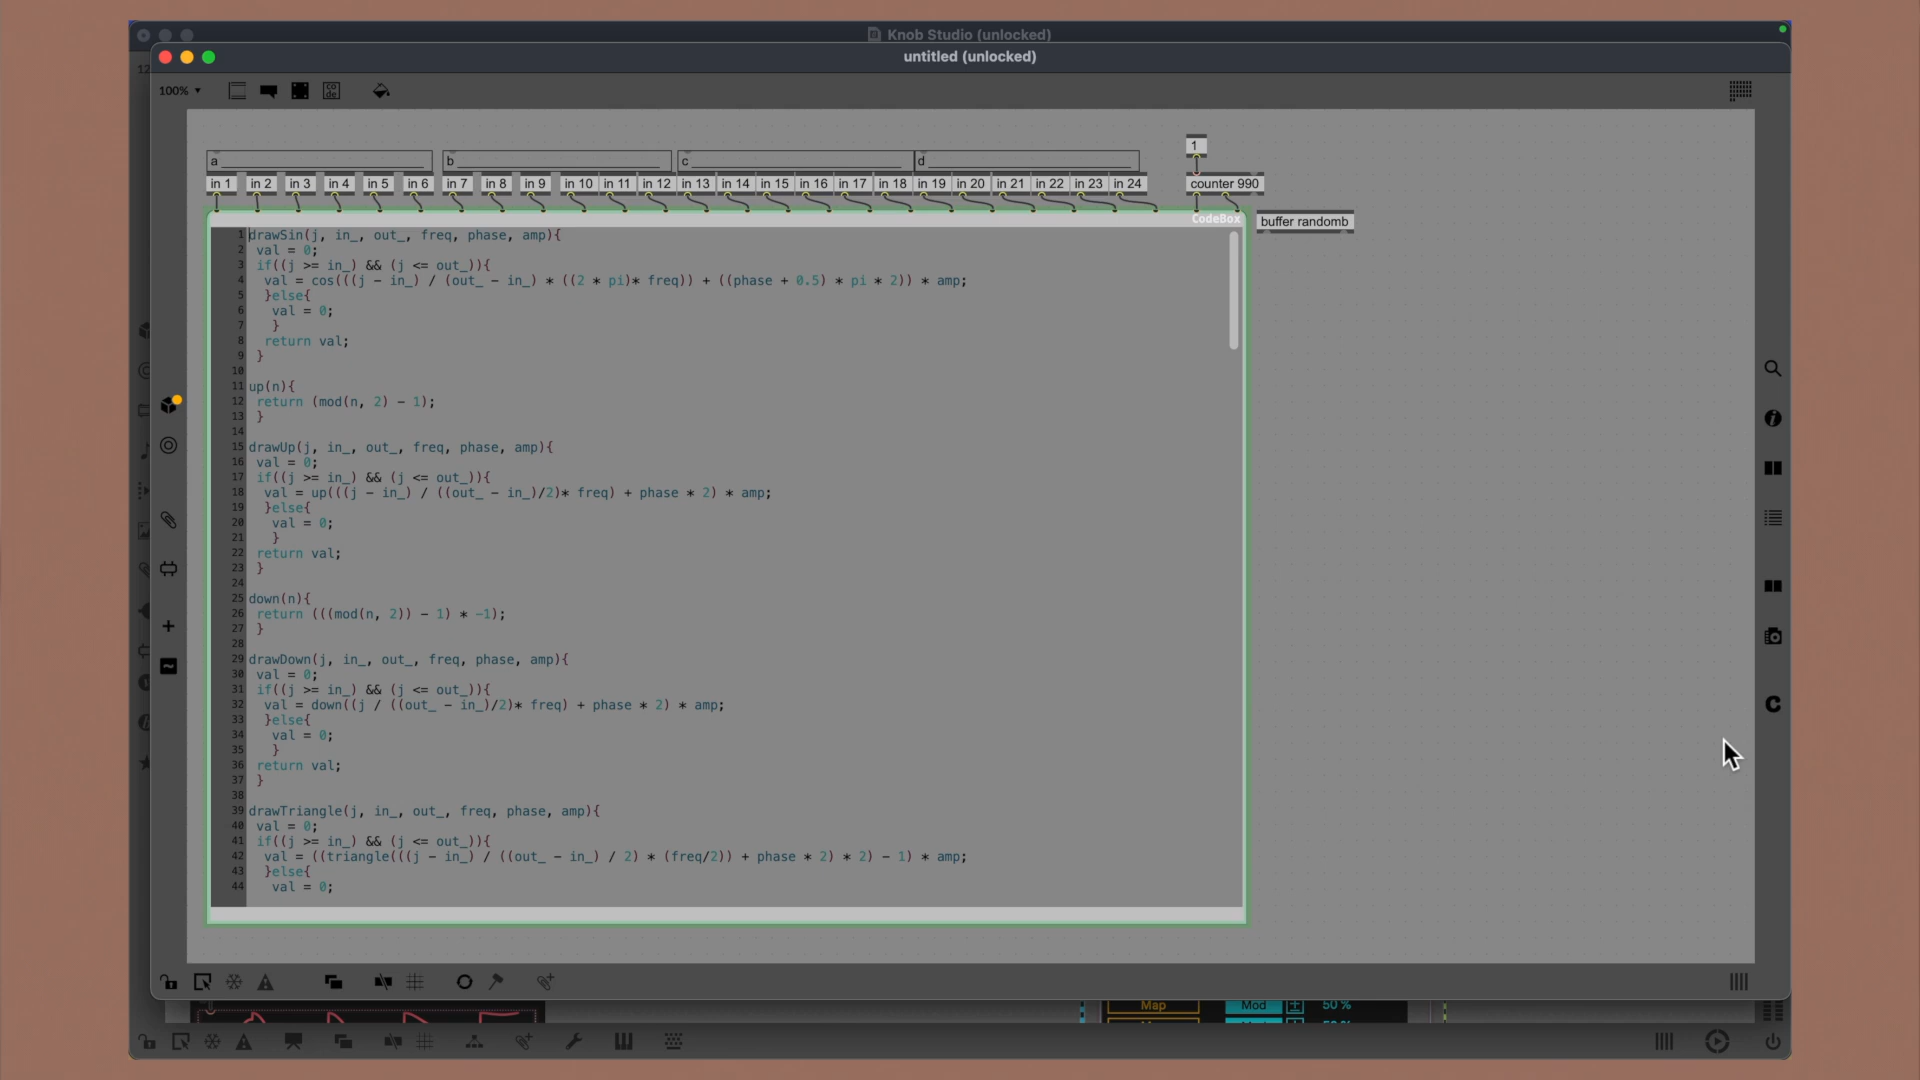 Knob Studio (unlocked)
untitled (unlocked)
12
100%
co
de
1
a
b
c
d
in 1 in 2 in 3 in 4 in 5 in 6 in 7 in 8 in 9 in 10 in 11 in 12 in 13 in 14 in 15 in 16 in 17 in 18 in 19 in 20 in 21 in 22 in 23 in 24 counter 990
CodeBox
buffer randomb
1 drawSin(j, in_, out_, freq, phase, amp){
2 val = 0;
3 if((j >= in_) && (j <= out_)){
4 val = cos(((j - in_) / (out_ - in_) * ((2 * pi)* freq)) + ((phase + 0.5) * pi * 2)) * amp;
5 }else{
6 val = 0;
7 }
8 return val;
9 }
10
11 up(n){
12 return (mod(n, 2) - 1);
13 }
14
15 drawUp(j, in_, out_, freq, phase, amp){
16 val = 0;
17 if((j >= in_) && (j <= out_)){
18 val = up(((j - in_) / ((out_ - in_)/2)* freq) + phase * 2) * amp;
19 }else{
20 val = 0;
21 }
22 return val;
23 }
24
25 down(n){
26 return (((mod(n, 2)) - 1) * -1);
27 }
28
29 drawDown(j, in_, out_, freq, phase, amp){
30 val = 0;
31 if((j >= in_) && (j <= out_)){
32 val = down((j / ((out_ - in_)/2)* freq) + phase * 2) * amp;
33 }else{
34 val = 0;
35 }
36 return val;
37 }
38
39 drawTriangle(j, in_, out_, freq, phase, amp){
40 val = 0;
41 if((j >= in_) && (j <= out_)){
42 val = ((triangle(((j - in_) / ((out_ - in_) / 2) * (freq/2)) + phase * 2) * 2) - 1) * amp;
43 }else{
44 val = 0;
C
Map Mod ± 50 %